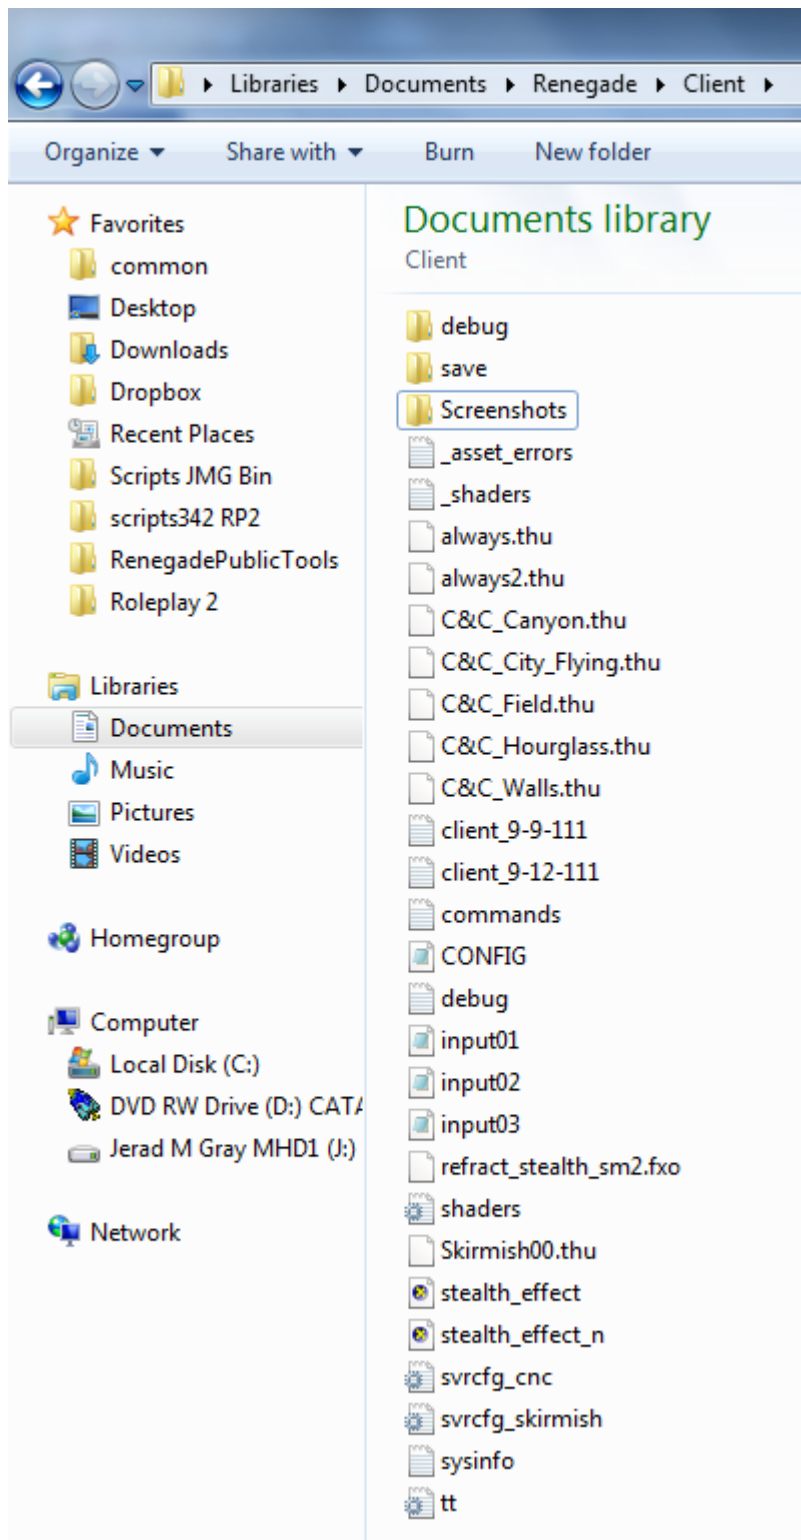 Libraries Documents Renegade Client
Organize Share with Burn New folder
Favorites
common
Desktop
Downloads
Dropbox
Recent Places
Scripts JMG Bin
scripts342 RP2
RenegadePublicTools
Roleplay 2
Libraries
Documents
Music
Pictures
Videos
Homegroup
Computer
Local Disk (C:)
DVD RW Drive (D:) CATA
Jerad M Gray MHD1 (J:)
Network
Documents library
Client
debug
save
Screenshots
_asset_errors
_shaders
always.thu
always2.thu
C&C_Canyon.thu
C&C_City_Flying.thu
C&C_Field.thu
C&C_Hourglass.thu
C&C_Walls.thu
client_9-9-111
client_9-12-111
commands
CONFIG
debug
input01
input02
input03
refract_stealth_sm2.fxo
shaders
Skirmish00.thu
stealth_effect
stealth_effect_n
svrcfg_cnc
svrcfg_skirmish
sysinfo
tt